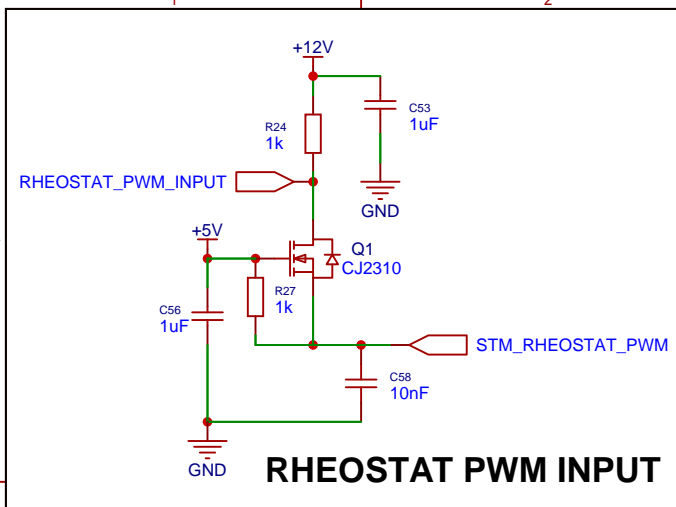 1
2
+12V
C53
1uF
R24
1k
RHEOSTAT_PWM_INPUT
GND
+5V
Q1
CJ2310
R27
1k
C56
1uF
STM_RHEOSTAT_PWM
C58
10nF
GND
RHEOSTAT PWM INPUT